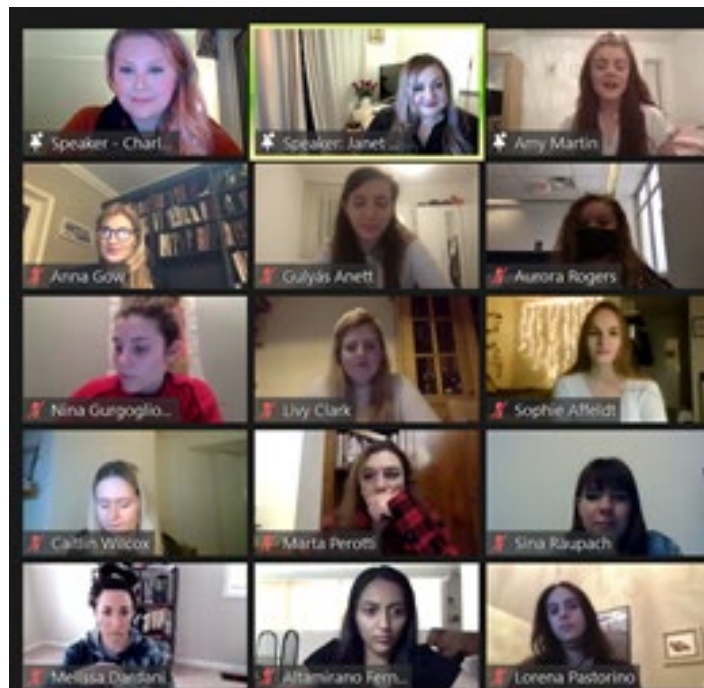 Speaker - Charl...
Speaker: Janet ...
Amy Martin
Anna Gow
Gulyás Anett
Aurora Rogers
Nina Gurgoglio...
Livy Clark
Sophie Affeldt
Caitlin Wilcox
Marta Perotti
Sina Raupach
Melissa Dardani
Altamirano Fern...
Lorena Pastorino